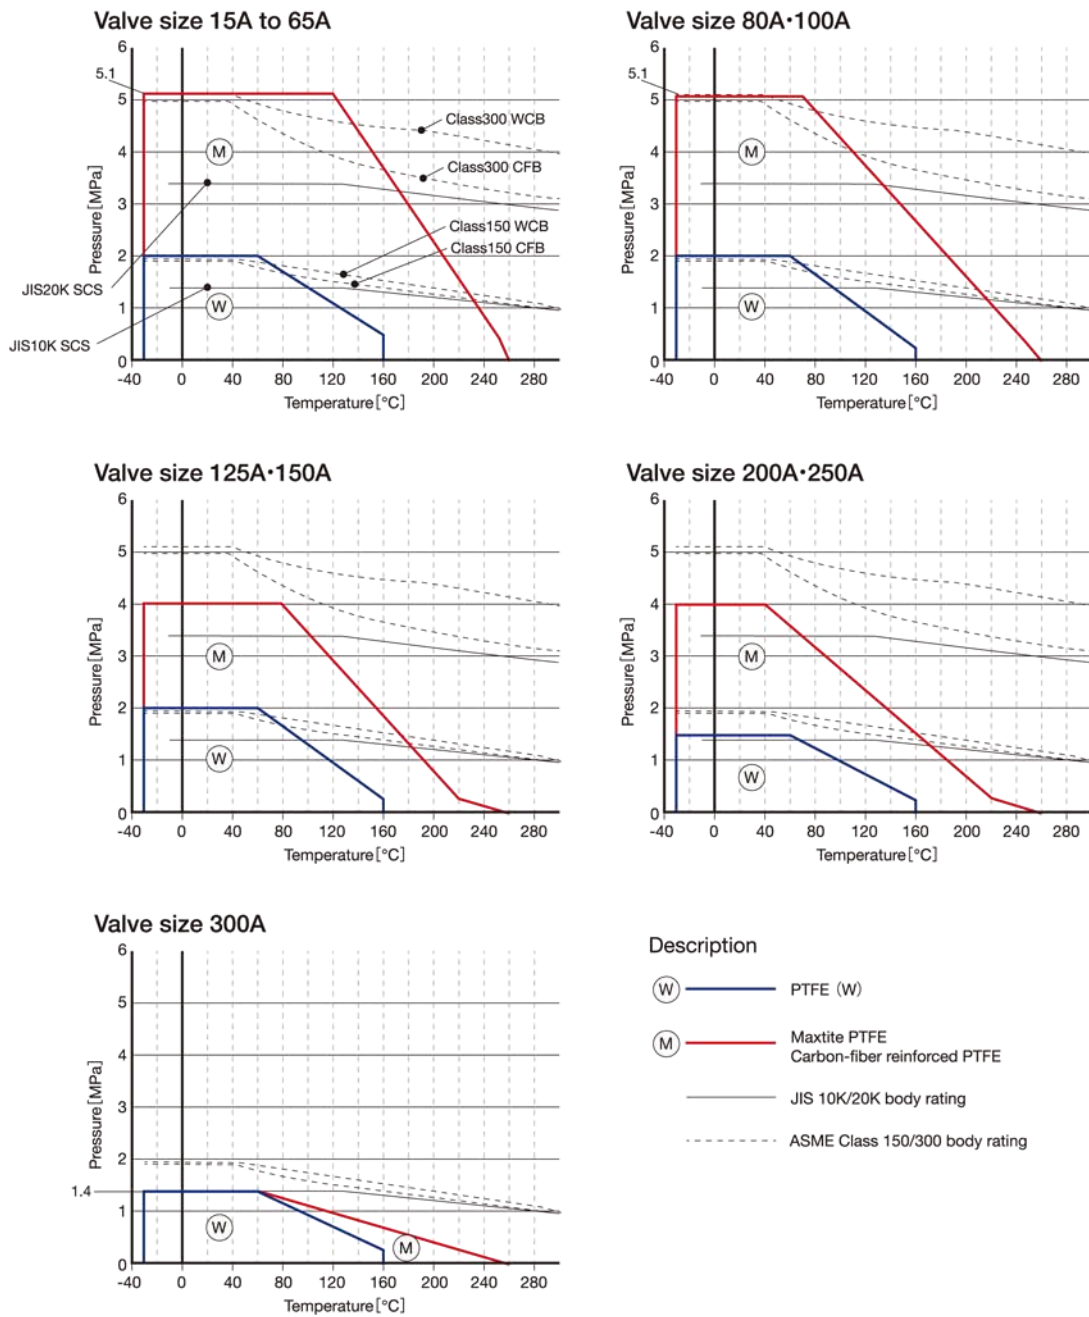 Valve size 15A to 65A
6
5.1
5
4
3
2
1
0
Pressure[MPa]
Class300 WCB
M
Class300 CFB
Class150 WCB
Class150 CFB
JIS20K SCS
W
JIS10K SCS
-40 0 40 80 120 160 200 240 280
Temperature[°C]
Valve size 80A•100A
6
5.1
5
4
3
2
1
0
Pressure[MPa]
M
W
-40 0 40 80 120 160 200 240 280
Temperature[°C]
Valve size 125A•150A
6
5
4
3
2
1
0
Pressure[MPa]
M
W
-40 0 40 80 120 160 200 240 280
Temperature[°C]
Valve size 200A•250A
6
5
4
3
2
1
0
Pressure[MPa]
M
W
-40 0 40 80 120 160 200 240 280
Temperature[°C]
Valve size 300A
6
5
4
3
2
1.4
1
0
Pressure[MPa]
W
M
-40 0 40 80 120 160 200 240 280
Temperature[°C]
Description
W PTFE (W)
M Maxtite PTFE
Carbon-fiber reinforced PTFE
JIS 10K/20K body rating
ASME Class 150/300 body rating